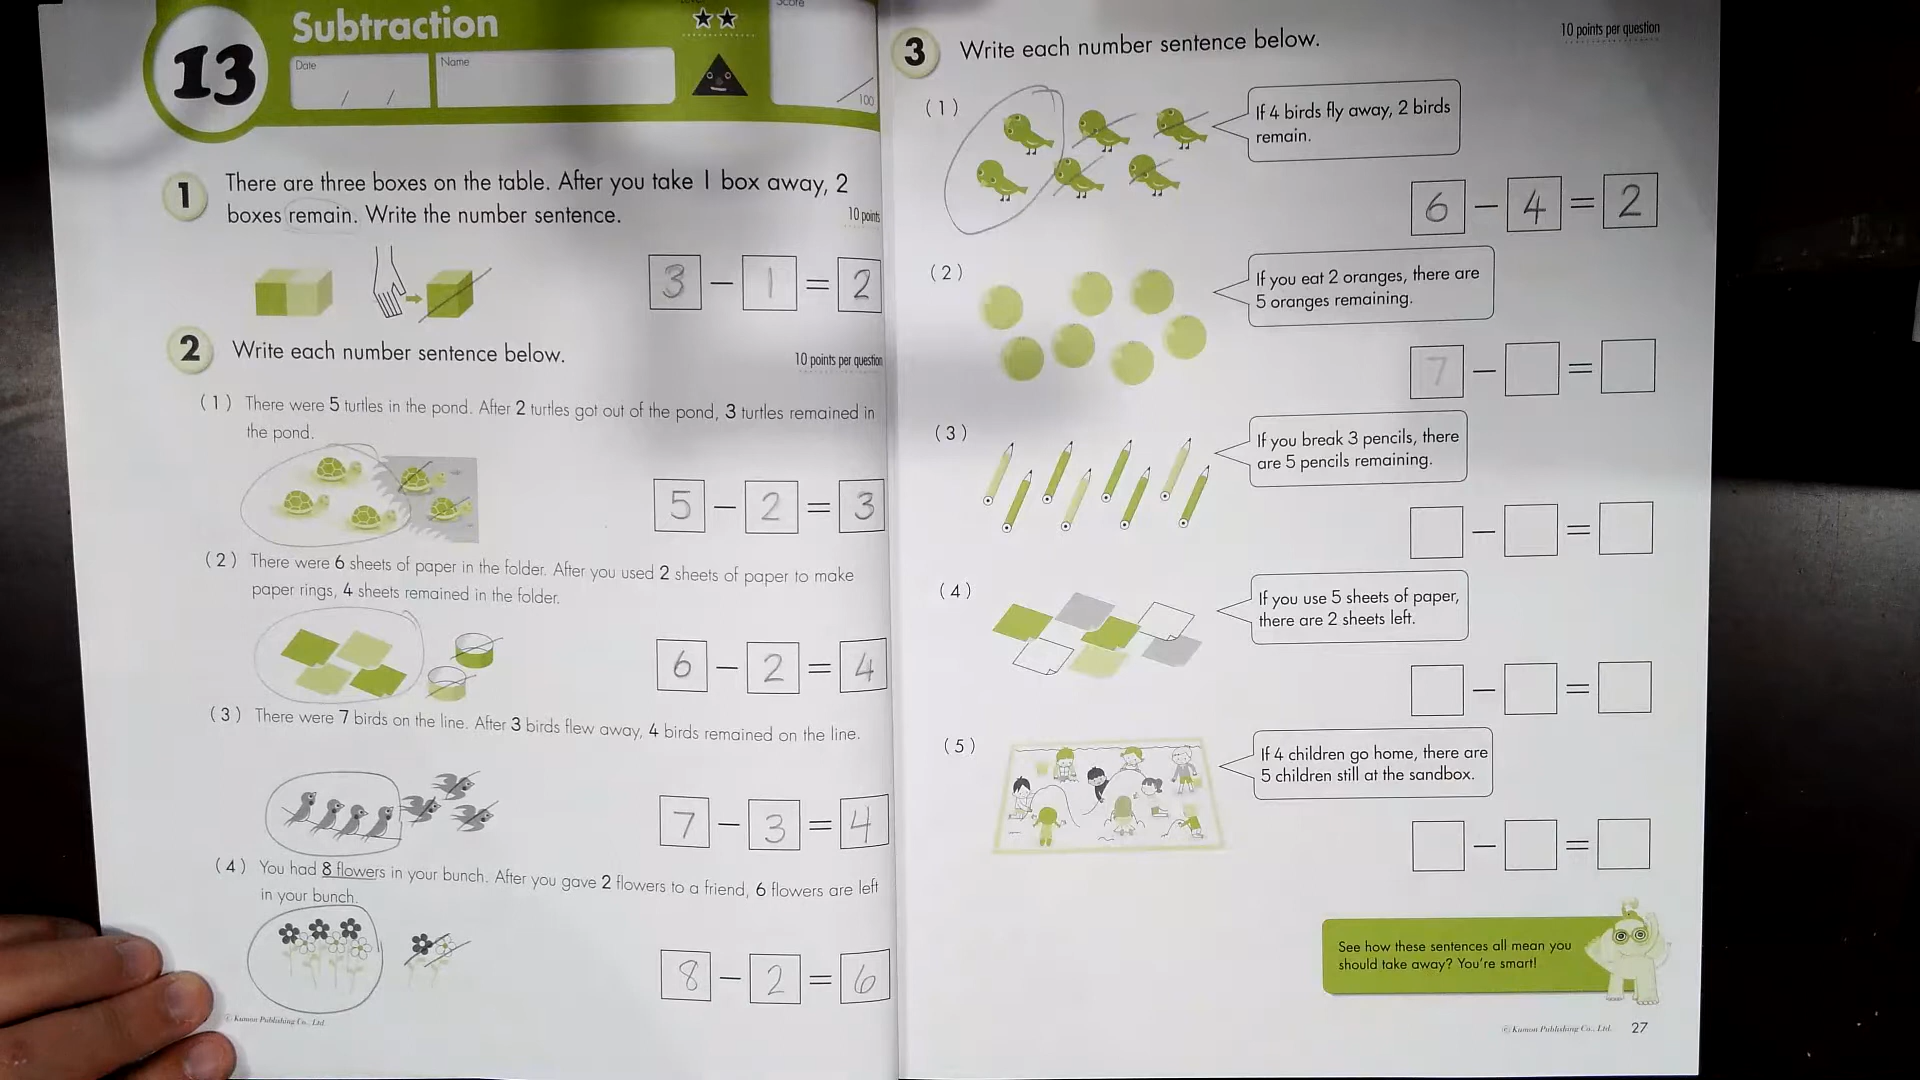 13
Subtraction
Date
/ /
Name
Score
/100
1
There are three boxes on the table. After you take 1 box away, 2
boxes remain. Write the number sentence.
10 points
3 - 1 = 2
2
Write each number sentence below.
10 points per question
(1) There were 5 turtles in the pond. After 2 turtles got out of the pond, 3 turtles remained in
the pond.
5 - 2 = 3
(2) There were 6 sheets of paper in the folder. After you used 2 sheets of paper to make
paper rings, 4 sheets remained in the folder.
6 - 2 = 4
(3) There were 7 birds on the line. After 3 birds flew away, 4 birds remained on the line.
7 - 3 = 4
(4) You had 8 flowers in your bunch. After you gave 2 flowers to a friend, 6 flowers are left
in your bunch.
8 - 2 = 6
© Kumon Publishing Co., Ltd.
3
Write each number sentence below.
10 points per question
(1)
If 4 birds fly away, 2 birds
remain.
6 - 4 = 2
(2)
If you eat 2 oranges, there are
5 oranges remaining.
7 - =
(3)
If you break 3 pencils, there
are 5 pencils remaining.
- =
(4)
If you use 5 sheets of paper,
there are 2 sheets left.
- =
(5)
If 4 children go home, there are
5 children still at the sandbox.
- =
See how these sentences all mean you
should take away? You're smart!
© Kumon Publishing Co., Ltd. 27